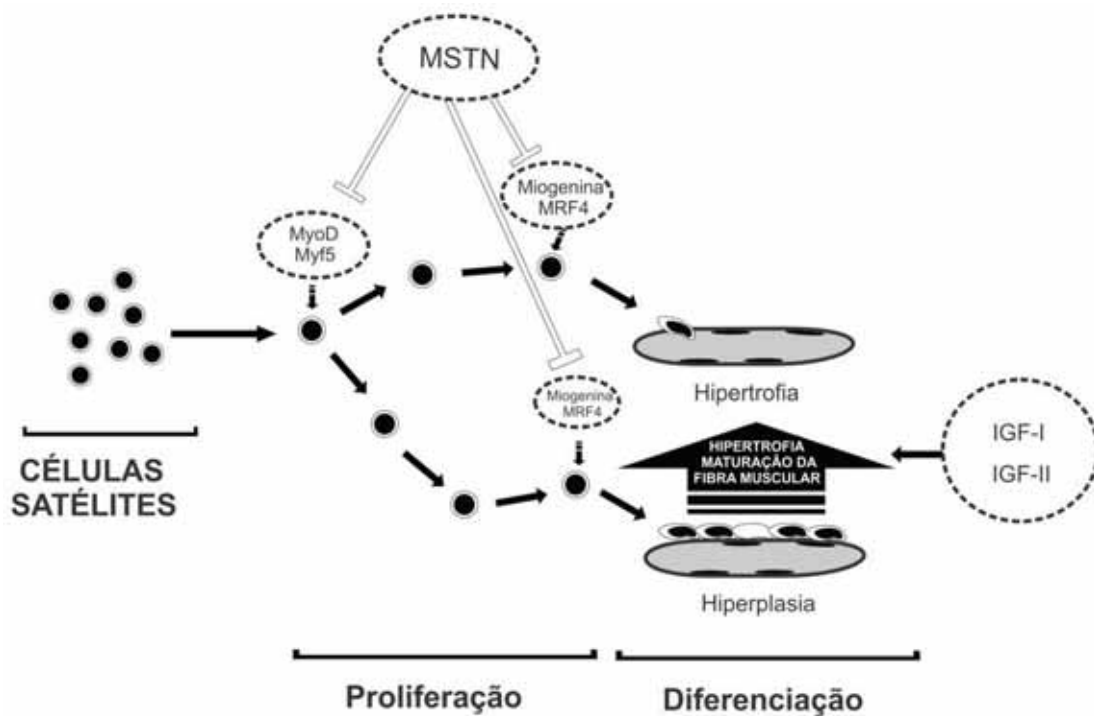 MSTN
Miogenina
MRF4
MyoD
Myf5
Miogenina
MRF4
Hipertrofia
HIPERTROFIA
MATURAÇÃO DA
FIBRA MUSCULAR
IGF-I
IGF-II
CÉLULAS
SATÉLITES
Hiperplasia
Proliferação
Diferenciação